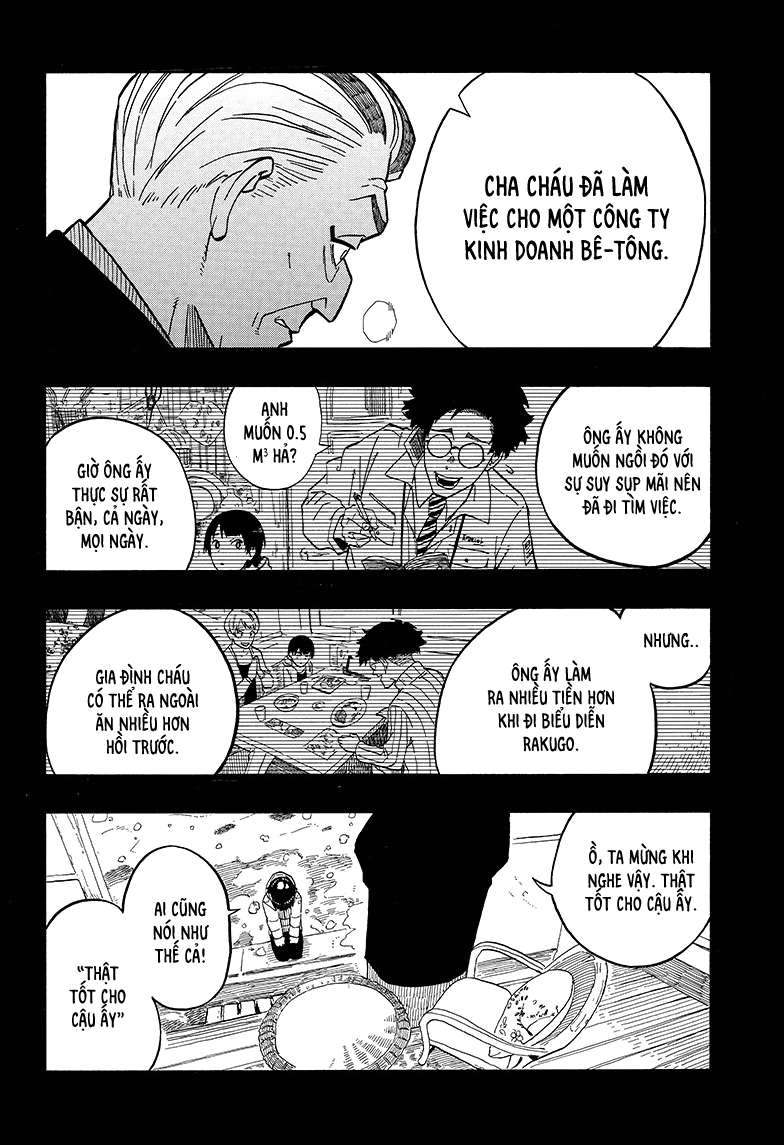 CHA CHÁU ĐÃ LÀM
VIỆC CHO MỘT CÔNG TY
KINH DOANH BÊ-TÔNG.
ÔNG ẤY KHÔNG
MUỐN NGỒI ĐÓ VỚI
SỰ SUY SỤP MÃI NÊN
ĐÃ ĐI TÌM VIỆC.
ANH
MUỐN 0.5
M³ HẢ?
GIỜ ÔNG ẤY
THỰC SỰ RẤT
BẬN, CẢ NGÀY,
MỌI NGÀY.
NHƯNG..
ÔNG ẤY LÀM
RA NHIỀU TIỀN HƠN
KHI ĐI BIỂU DIỄN
RAKUGO.
GIA ĐÌNH CHÁU
CÓ THỂ RA NGOÀI
ĂN NHIỀU HƠN
HỒI TRƯỚC.
Ồ, TA MỪNG KHI
NGHE VẬY. THẬT
TỐT CHO CẬU ẤY.
AI CŨNG
NÓI NHƯ
THẾ CẢ!
“THẬT
TỐT CHO
CẬU ẤY”